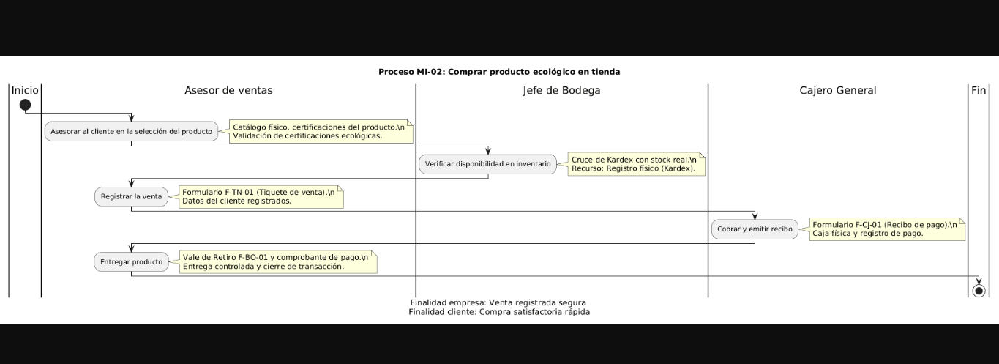 Proceso MI-02: Comprar producto ecológico en tienda
Inicio
Asesor de ventas
Jefe de Bodega
Cajero General
Fin
Asesorar al cliente en la selección del producto
Catálogo físico, certificaciones del producto.\n
Validación de certificaciones ecológicas.
Verificar disponibilidad en inventario
Cruce de Kardex con stock real.\n
Recurso: Registro físico (Kardex).
Registrar la venta
Formulario F-TN-01 (Tiquete de venta).\n
Datos del cliente registrados.
Cobrar y emitir recibo
Formulario F-CJ-01 (Recibo de pago).\n
Caja física y registro de pago.
Entregar producto
Vale de Retiro F-BO-01 y comprobante de pago.\n
Entrega controlada y cierre de transacción.
Finalidad empresa: Venta registrada segura
Finalidad cliente: Compra satisfactoria rápida